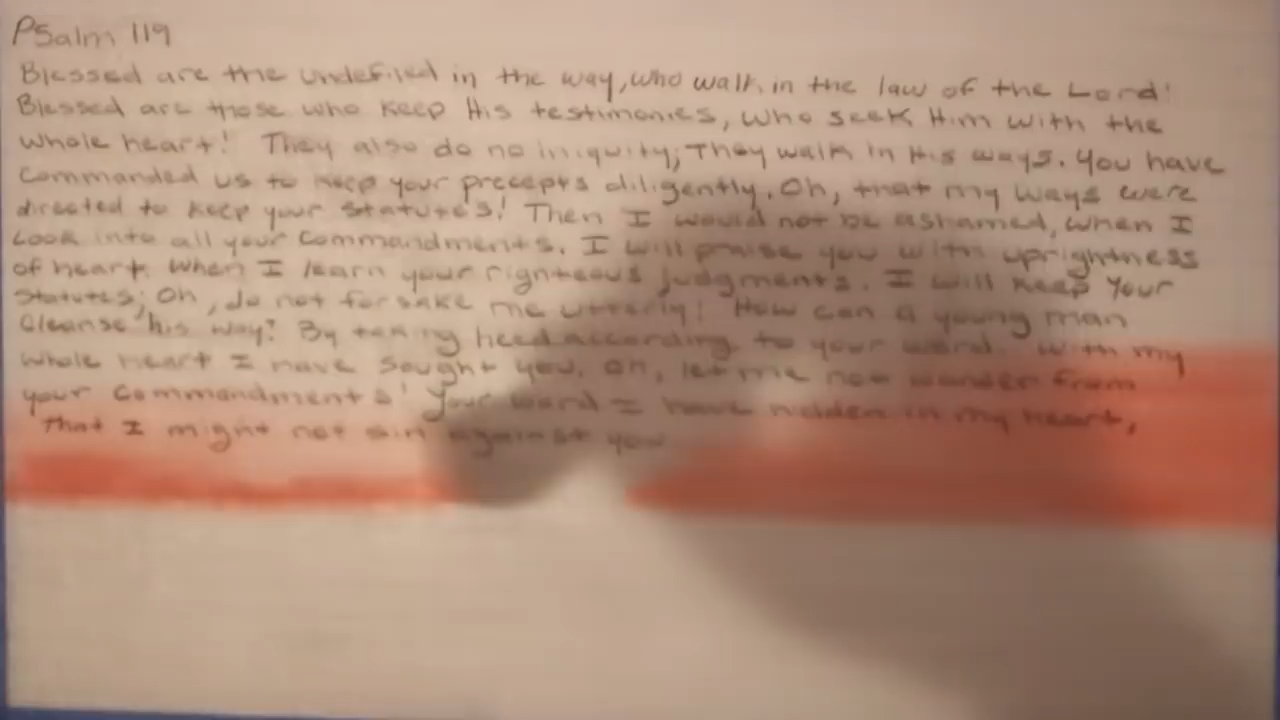 Psalm 119
Blessed are the undefiled in the way, who walk in the law of the Lord!
Blessed are those who keep His testimonies, who seek Him with the
whole heart! They also do no iniquity; They walk in His ways. You have
Commanded us to keep your precepts diligently. Oh, that my ways were
directed to keep your statutes! Then I would not be ashamed, when I
Look into all your commandments. I will praise you with uprightness
of heart, when I learn your righteous judgments. I will keep Your
Statutes; Oh, do not forsake me utterly! How can a young man
Cleanse his way? By taking heed according to your word. With my
whole heart I have sought you, Oh, let me not wander from
your Commandments! Your word I have hidden in my heart,
That I might not sin against you